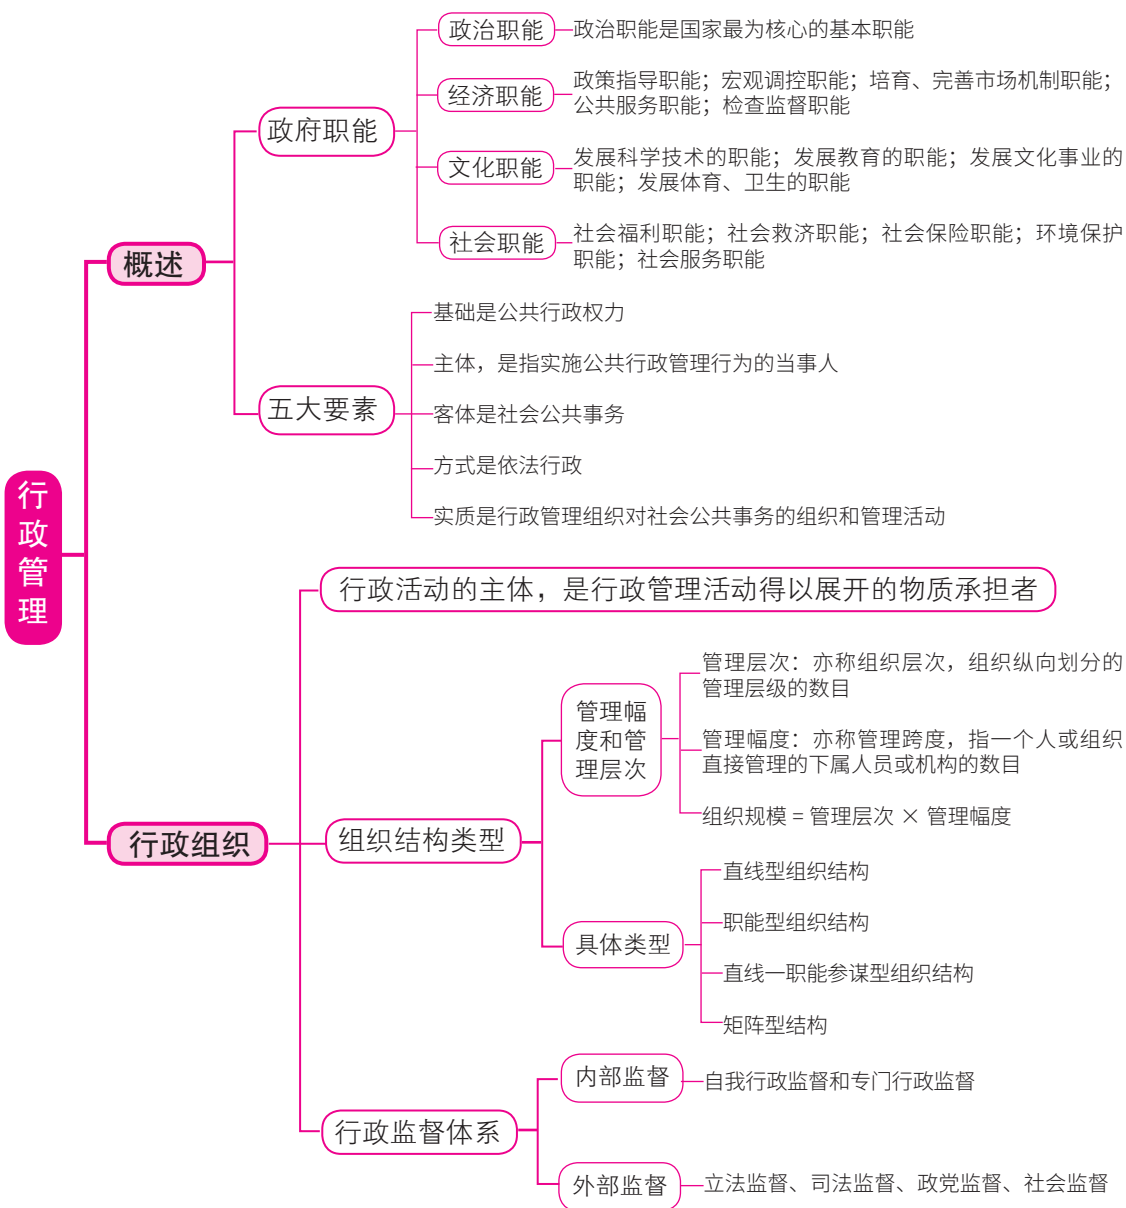 行政管理
概述
政府职能
政治职能
政治职能是国家最为核心的基本职能
经济职能
政策指导职能；宏观调控职能；培育、完善市场机制职能；
公共服务职能；检查监督职能
文化职能
发展科学技术的职能；发展教育的职能；发展文化事业的
职能；发展体育、卫生的职能
社会职能
社会福利职能；社会救济职能；社会保险职能；环境保护
职能；社会服务职能
五大要素
基础是公共行政权力
主体，是指实施公共行政管理行为的当事人
客体是社会公共事务
方式是依法行政
实质是行政管理组织对社会公共事务的组织和管理活动
行政组织
行政活动的主体，是行政管理活动得以展开的物质承担者
组织结构类型
管理幅
度和管
理层次
管理层次：亦称组织层次，组织纵向划分的
管理层级的数目
管理幅度：亦称管理跨度，指一个人或组织
直接管理的下属人员或机构的数目
组织规模 = 管理层次 × 管理幅度
具体类型
直线型组织结构
职能型组织结构
直线一职能参谋型组织结构
矩阵型结构
行政监督体系
内部监督
自我行政监督和专门行政监督
外部监督
立法监督、司法监督、政党监督、社会监督